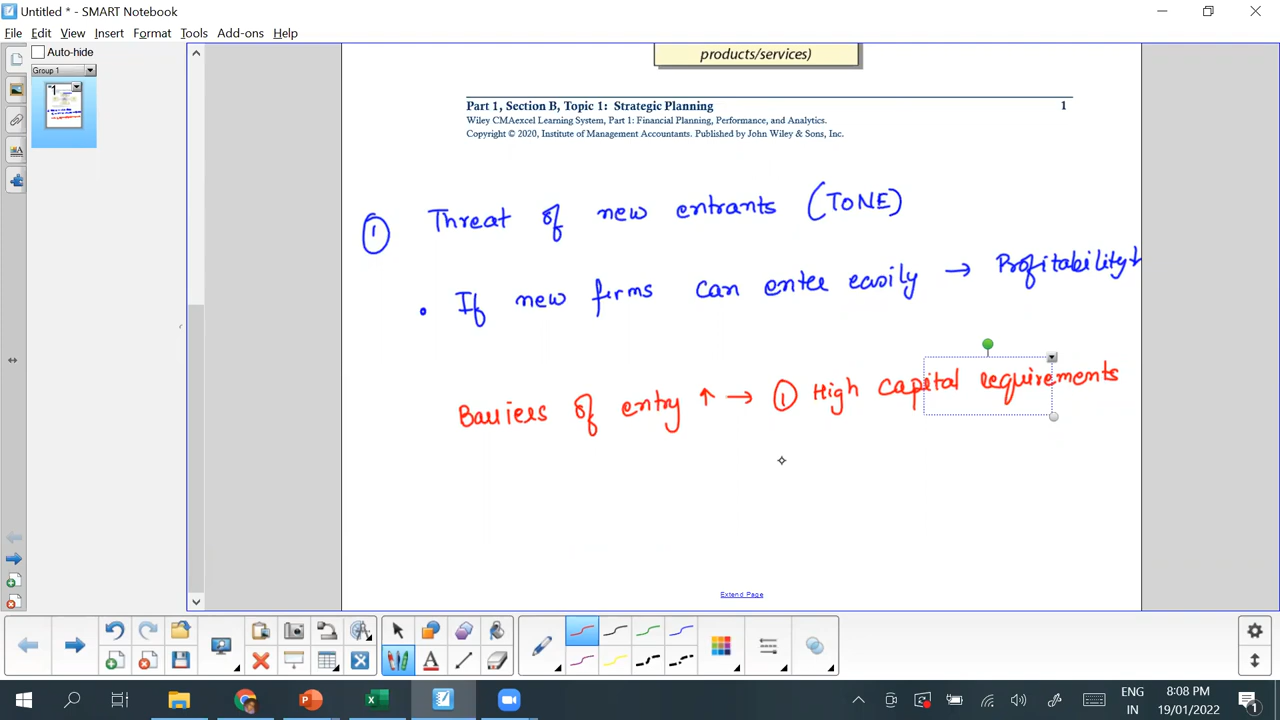 Untitled * - SMART Notebook
File Edit View Insert Format Tools Add-ons Help
Auto-hide
Group 1
1
products/services)
Part 1, Section B, Topic 1: Strategic Planning 1
Wiley CMAexcel Learning System, Part 1: Financial Planning, Performance, and Analytics.
Copyright © 2020, Institute of Management Accountants. Published by John Wiley & Sons, Inc.
① Threat of new entrants (TONE)
• If new firms can enter easily → Profitability↓
Barriers of entry ↑ → ① High capital requirements
Extend Page
ENG 8:08 PM
IN 19/01/2022
1